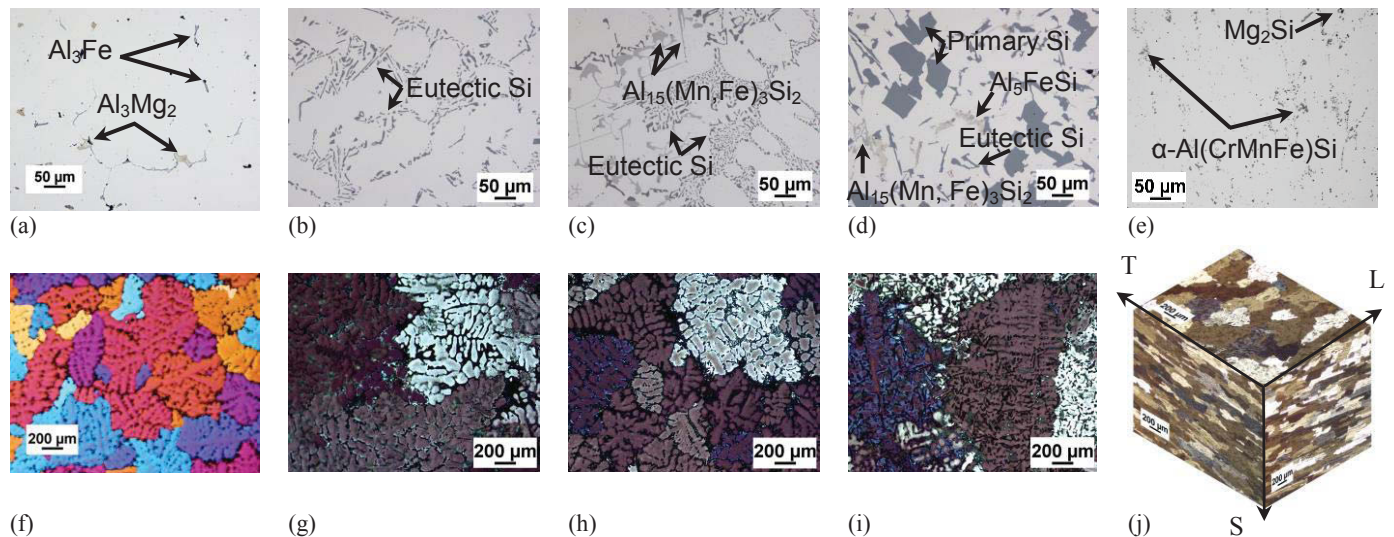 Al3Fe
Al3Mg2
50 µm
(a)
Eutectic Si
50 µm
(b)
Al15(Mn,Fe)3Si2
Eutectic Si
50 µm
(c)
Primary Si
Al5FeSi
Eutectic Si
Al15(Mn, Fe)3Si2
50 µm
(d)
Mg2Si
α-Al(CrMnFe)Si
50 µm
(e)
200 µm
(f)
200 µm
(g)
200 µm
(h)
200 µm
(i)
T
L
200 µm
200 µm
200 µm
S
(j)